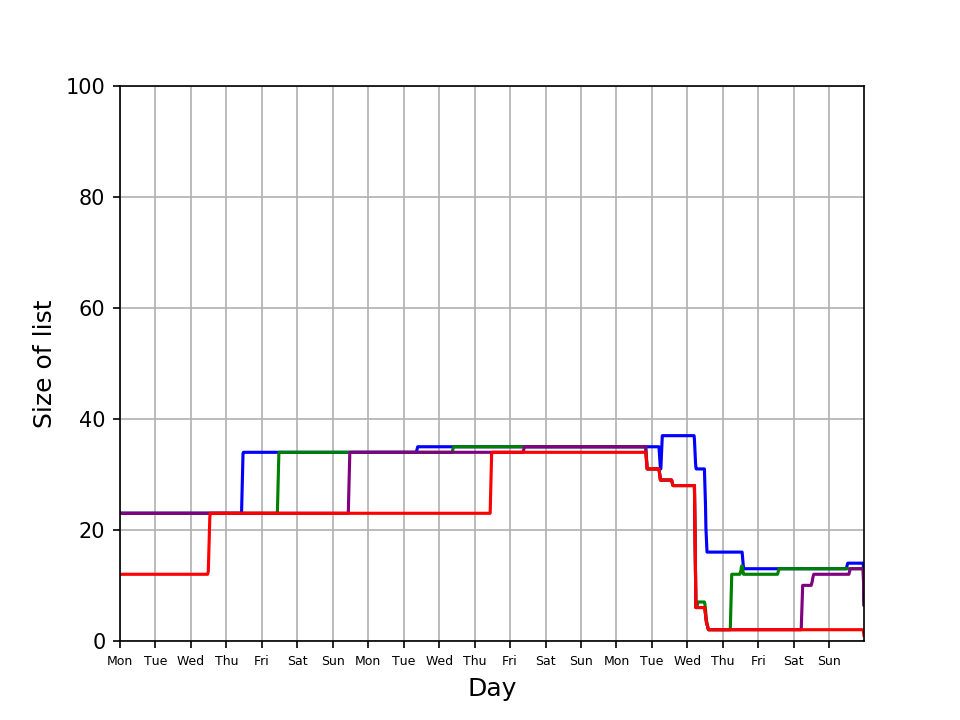 100
80
60
40
20
0
Size of list
Mon Tue Wed Thu Fri Sat Sun Mon Tue Wed Thu Fri Sat Sun Mon Tue Wed Thu Fri Sat Sun
Day